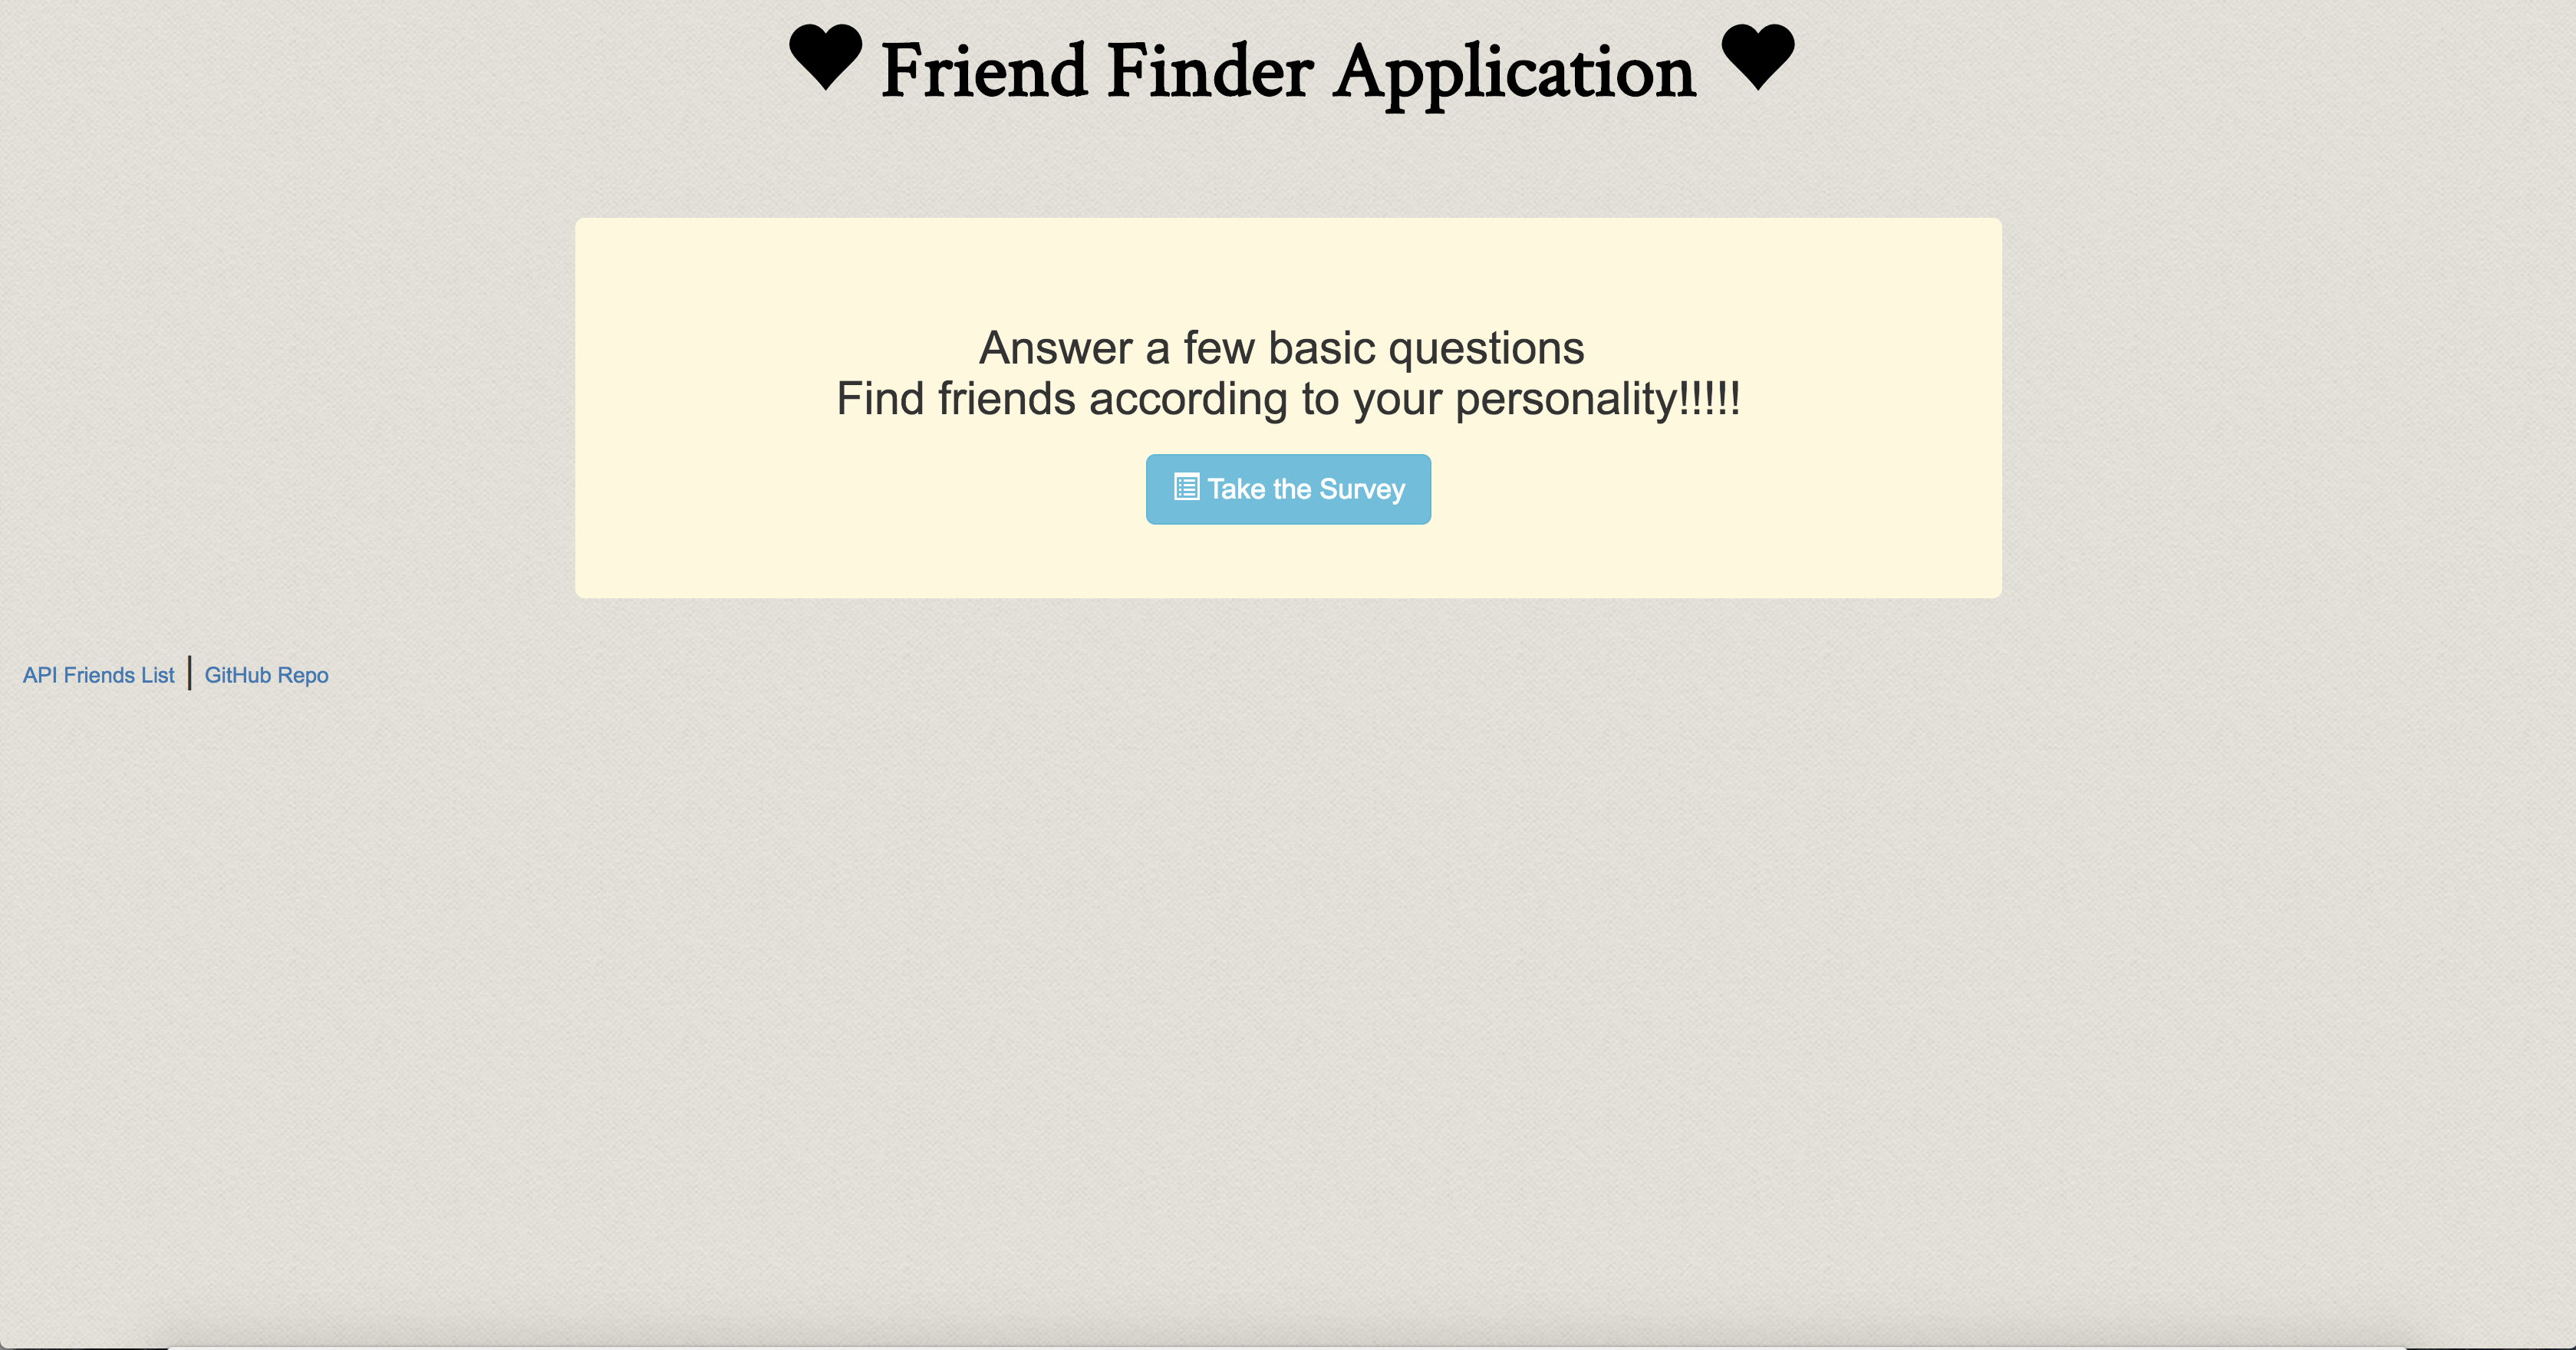 Friend Finder Application
Answer a few basic questions
Find friends according to your personality!!!!!
Take the Survey
API Friends List | GitHub Repo